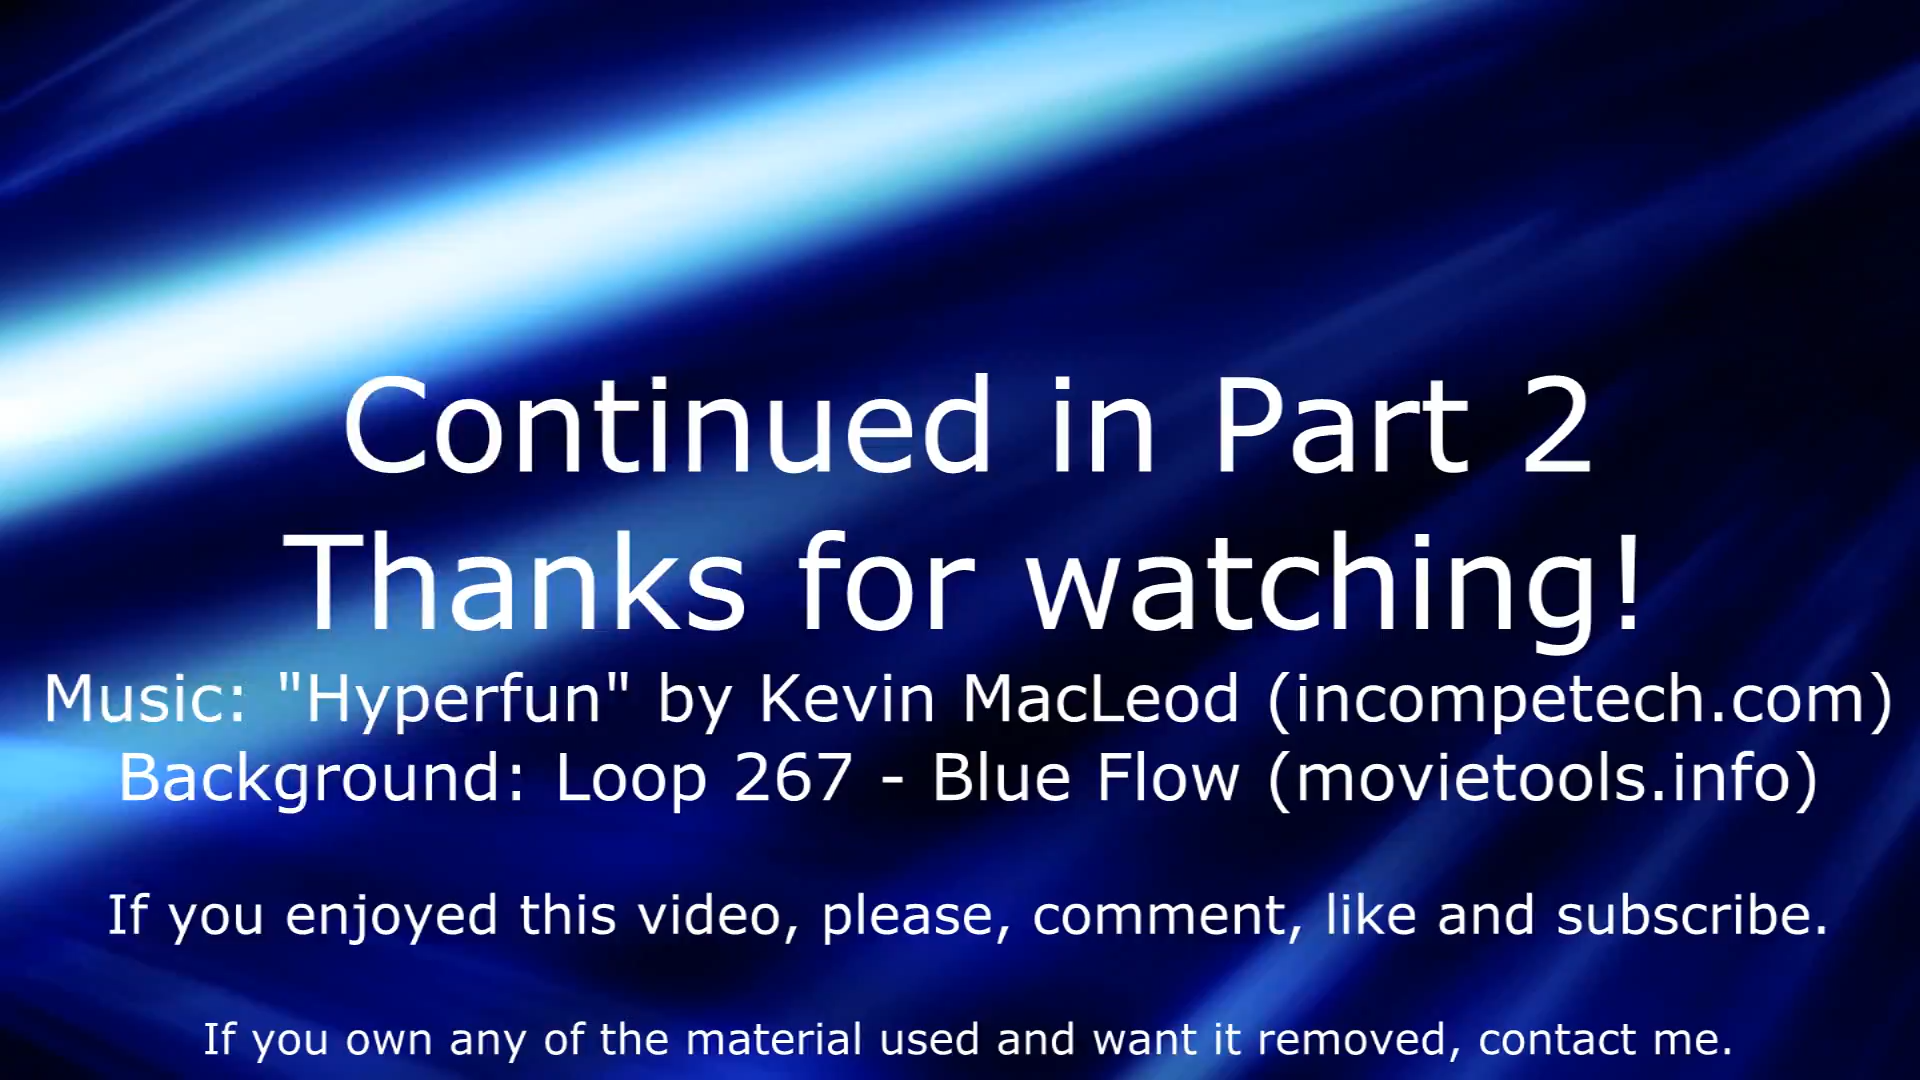 Continued in Part 2
Thanks for watching!
Music: "Hyperfun" by Kevin MacLeod (incompetech.com)
Background: Loop 267 - Blue Flow (movietools.info)
If you enjoyed this video, please, comment, like and subscribe.
If you own any of the material used and want it removed, contact me.